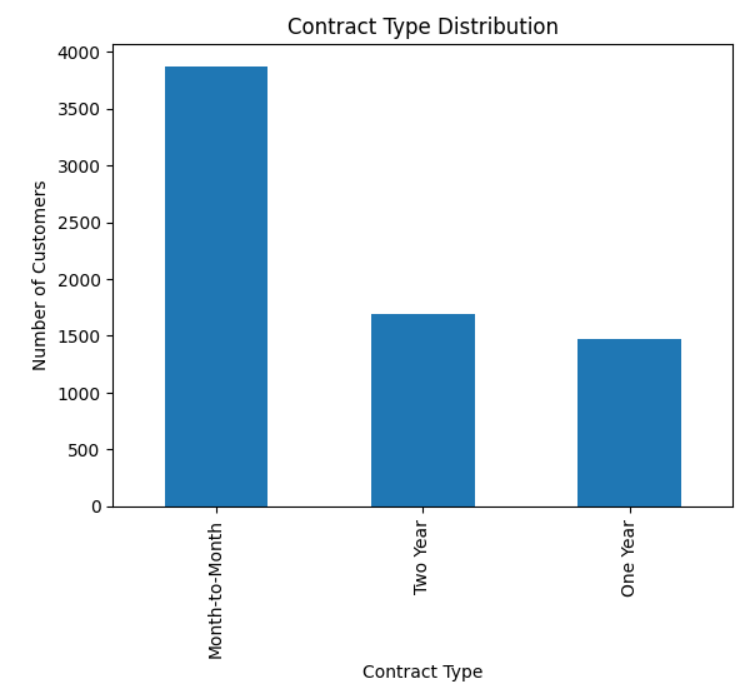 Contract Type Distribution
Number of Customers
4000
3500
3000
2500
2000
1500
1000
500
0
Month-to-Month
Two Year
One Year
Contract Type